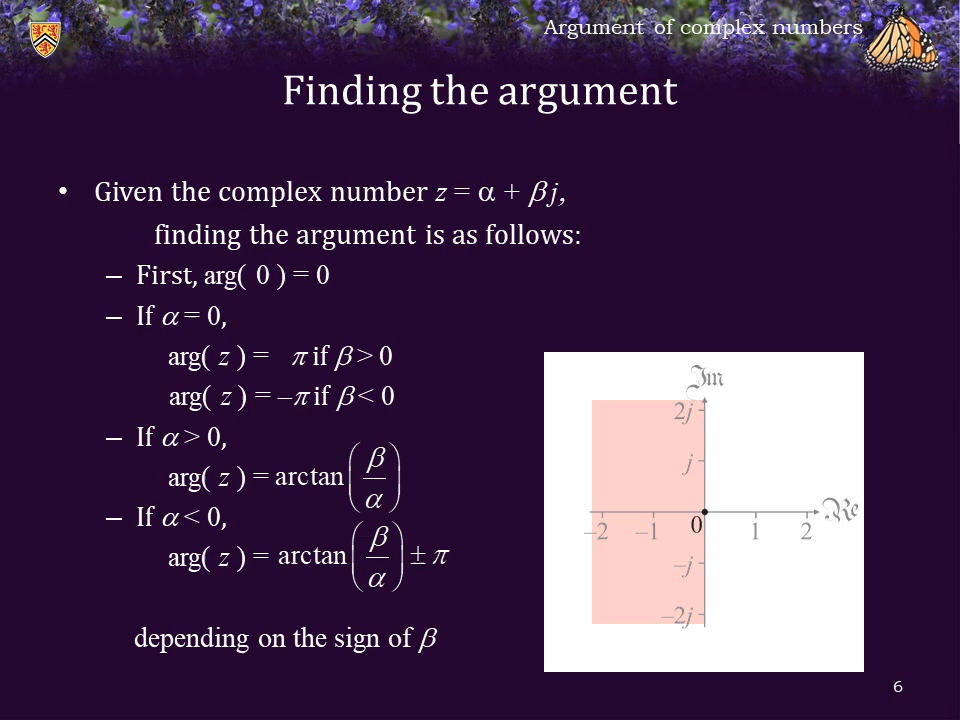 Argument of complex numbers
Finding the argument
• Given the complex number z = α + βj,
finding the argument is as follows:
– First, arg( 0 ) = 0
– If α = 0,
arg( z ) = π if β > 0
arg( z ) = –π if β < 0
– If α > 0,
arg( z ) = arctan(β/α)
– If α < 0,
arg( z ) = arctan(β/α) ± π
depending on the sign of β
ℑm
2j
j
–2 –1 0 1 2 ℜe
–j
–2j
6